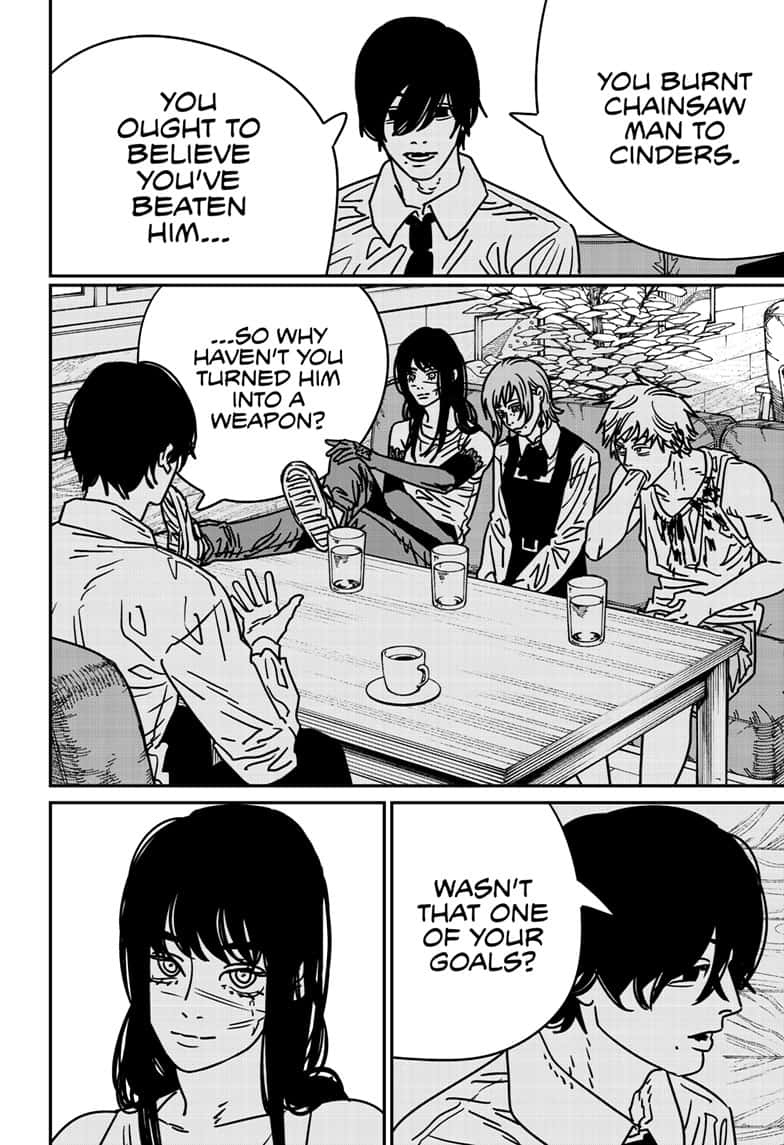 YOU BURNT
CHAINSAW
MAN TO
CINDERS.
YOU
OUGHT TO
BELIEVE
YOU'VE
BEATEN
HIM...
...SO WHY
HAVEN'T YOU
TURNED HIM
INTO A
WEAPON?
WASN'T
THAT ONE
OF YOUR
GOALS?